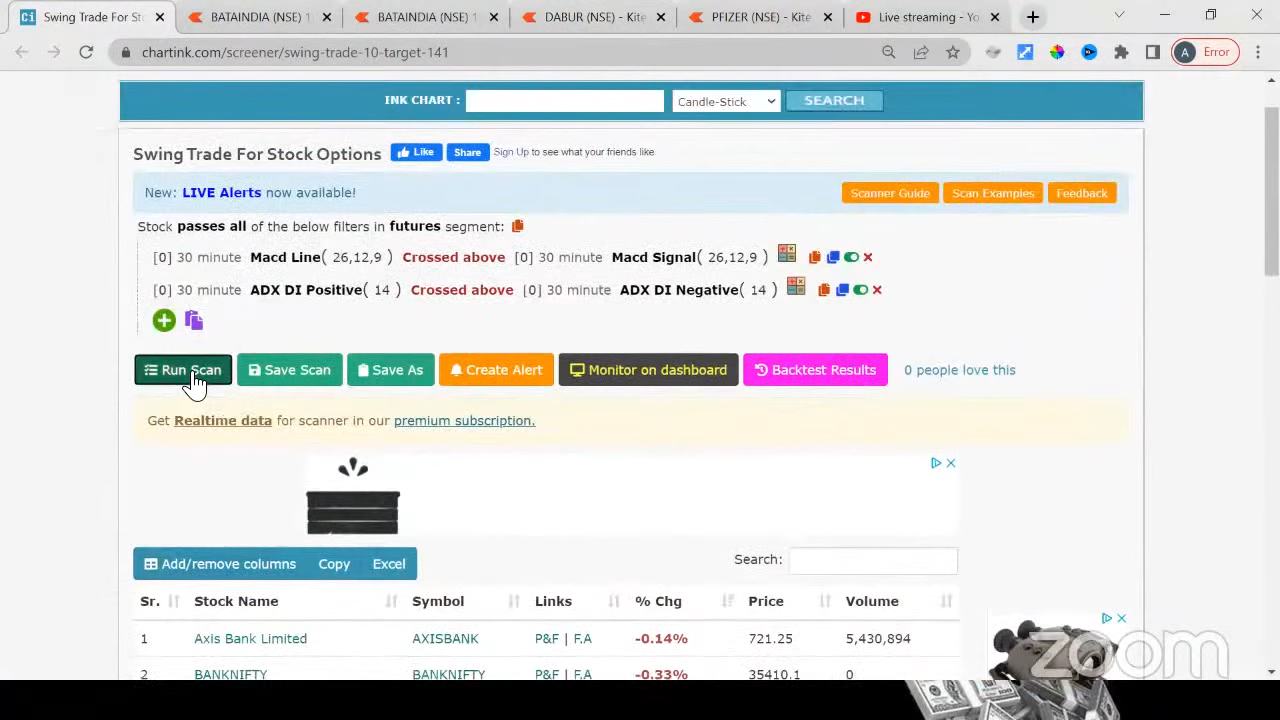 Swing Trade For St
BATAINDIA (NSE) 1
BATAINDIA (NSE) 1
DABUR (NSE) - Kite
PFIZER (NSE) - Kite
Live streaming - Yo
chartink.com/screener/swing-trade-10-target-141
A Error
INK CHART :
Candle-Stick
SEARCH
Swing Trade For Stock Options
Like
Share
Sign Up to see what your friends like.
New: LIVE Alerts now available!
Scanner Guide
Scan Examples
Feedback
Stock passes all of the below filters in futures segment:
[0] 30 minute Macd Line( 26,12,9 ) Crossed above [0] 30 minute Macd Signal( 26,12,9 )
[0] 30 minute ADX DI Positive( 14 ) Crossed above [0] 30 minute ADX DI Negative( 14 )
Run Scan
Save Scan
Save As
Create Alert
Monitor on dashboard
Backtest Results
0 people love this
Get Realtime data for scanner in our premium subscription.
Add/remove columns Copy Excel
Search:
Sr. Stock Name Symbol Links % Chg Price Volume
1 Axis Bank Limited AXISBANK P&F | F.A -0.14% 721.25 5,430,894
2 BANKNIFTY BANKNIFTY P&F | F.A -0.33% 35410.1 0
zoom